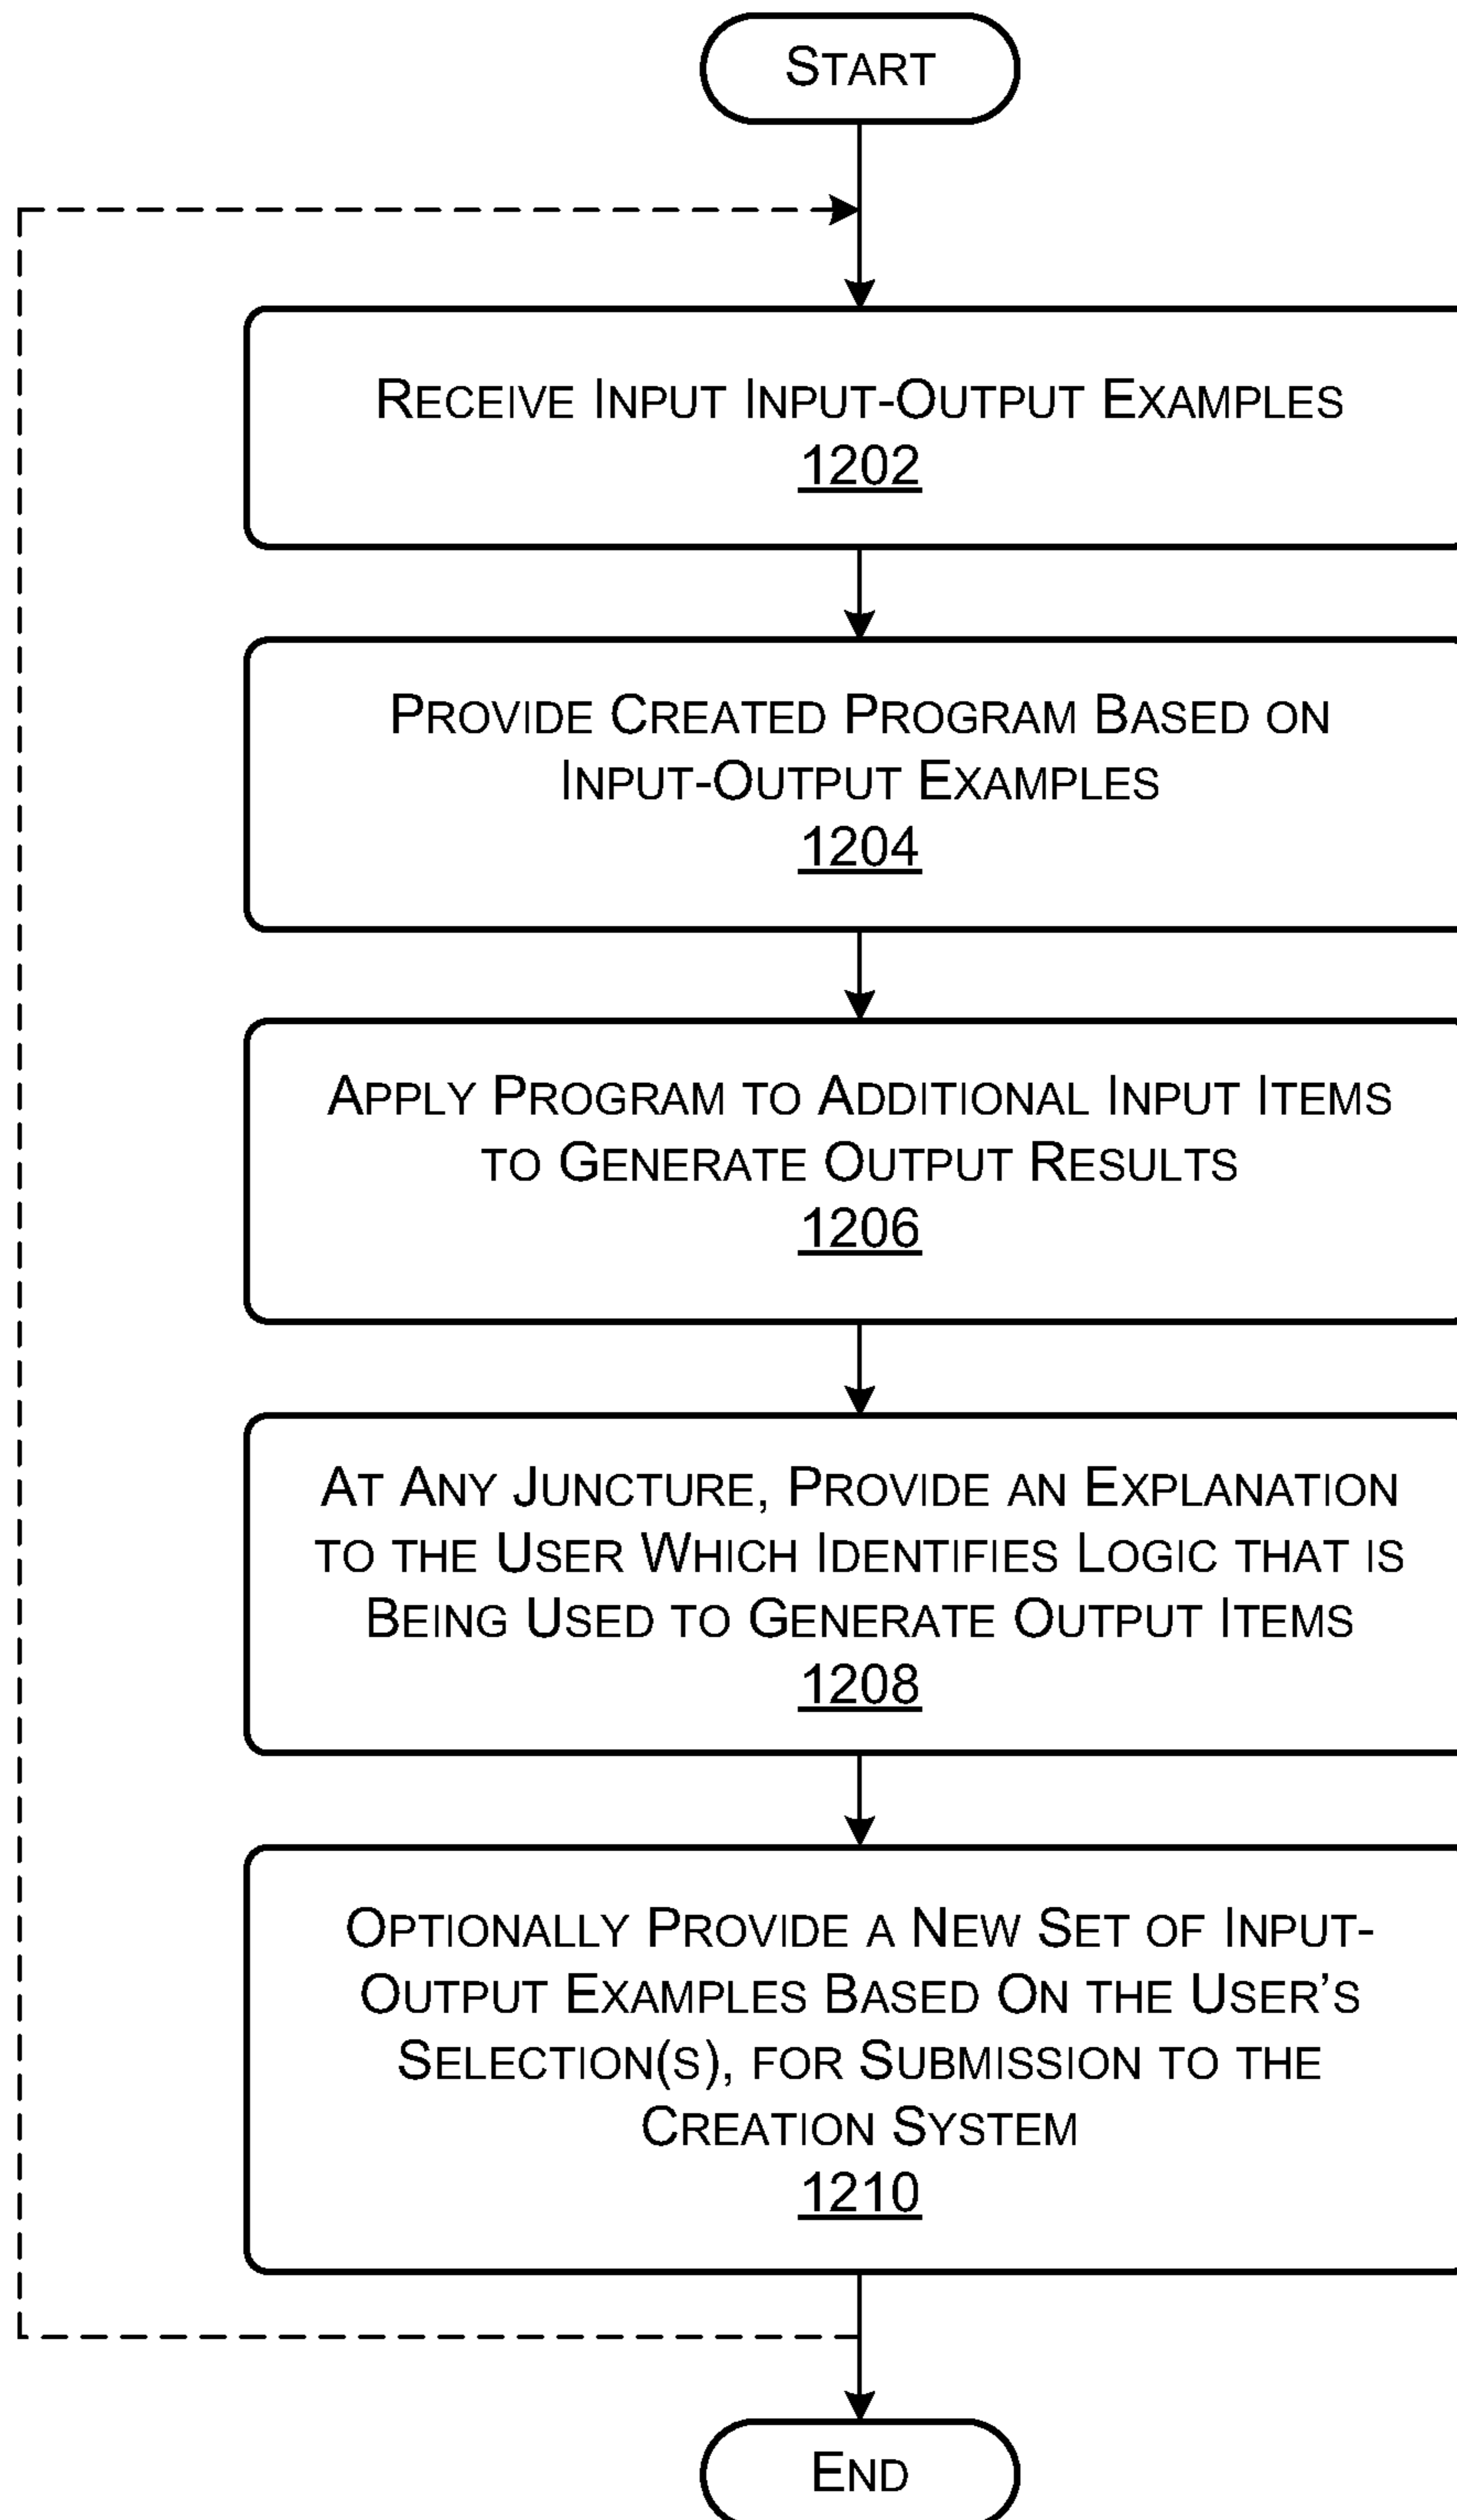 START
RECEIVE INPUT INPUT-OUTPUT EXAMPLES
1202
PROVIDE CREATED PROGRAM BASED ON
INPUT-OUTPUT EXAMPLES
1204
APPLY PROGRAM TO ADDITIONAL INPUT ITEMS
TO GENERATE OUTPUT RESULTS
1206
AT ANY JUNCTURE, PROVIDE AN EXPLANATION
TO THE USER WHICH IDENTIFIES LOGIC THAT IS
BEING USED TO GENERATE OUTPUT ITEMS
1208
OPTIONALLY PROVIDE A NEW SET OF INPUT-
OUTPUT EXAMPLES BASED ON THE USER’S
SELECTION(S), FOR SUBMISSION TO THE
CREATION SYSTEM
1210
END